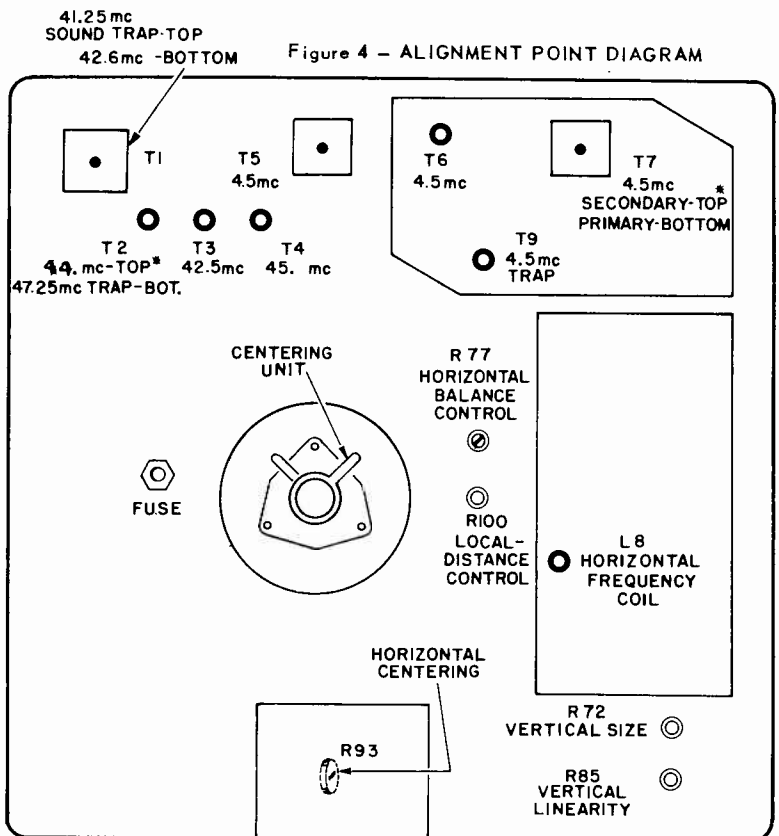 41.25mc
SOUND TRAP-TOP
42.6mc -BOTTOM
Figure 4 – ALIGNMENT POINT DIAGRAM
T1
T5
4.5mc
T6
4.5mc
T7
4.5mc *
SECONDARY-TOP
PRIMARY-BOTTOM
T2
44. mc-TOP*
47.25mc TRAP-BOT.
T3
42.5mc
T4
45. mc
T9
4.5mc
TRAP
CENTERING
UNIT
R 77
HORIZONTAL
BALANCE
CONTROL
FUSE
R100
LOCAL-
DISTANCE
CONTROL
L8
HORIZONTAL
FREQUENCY
COIL
HORIZONTAL
CENTERING
R93
R 72
VERTICAL SIZE
R85
VERTICAL
LINEARITY